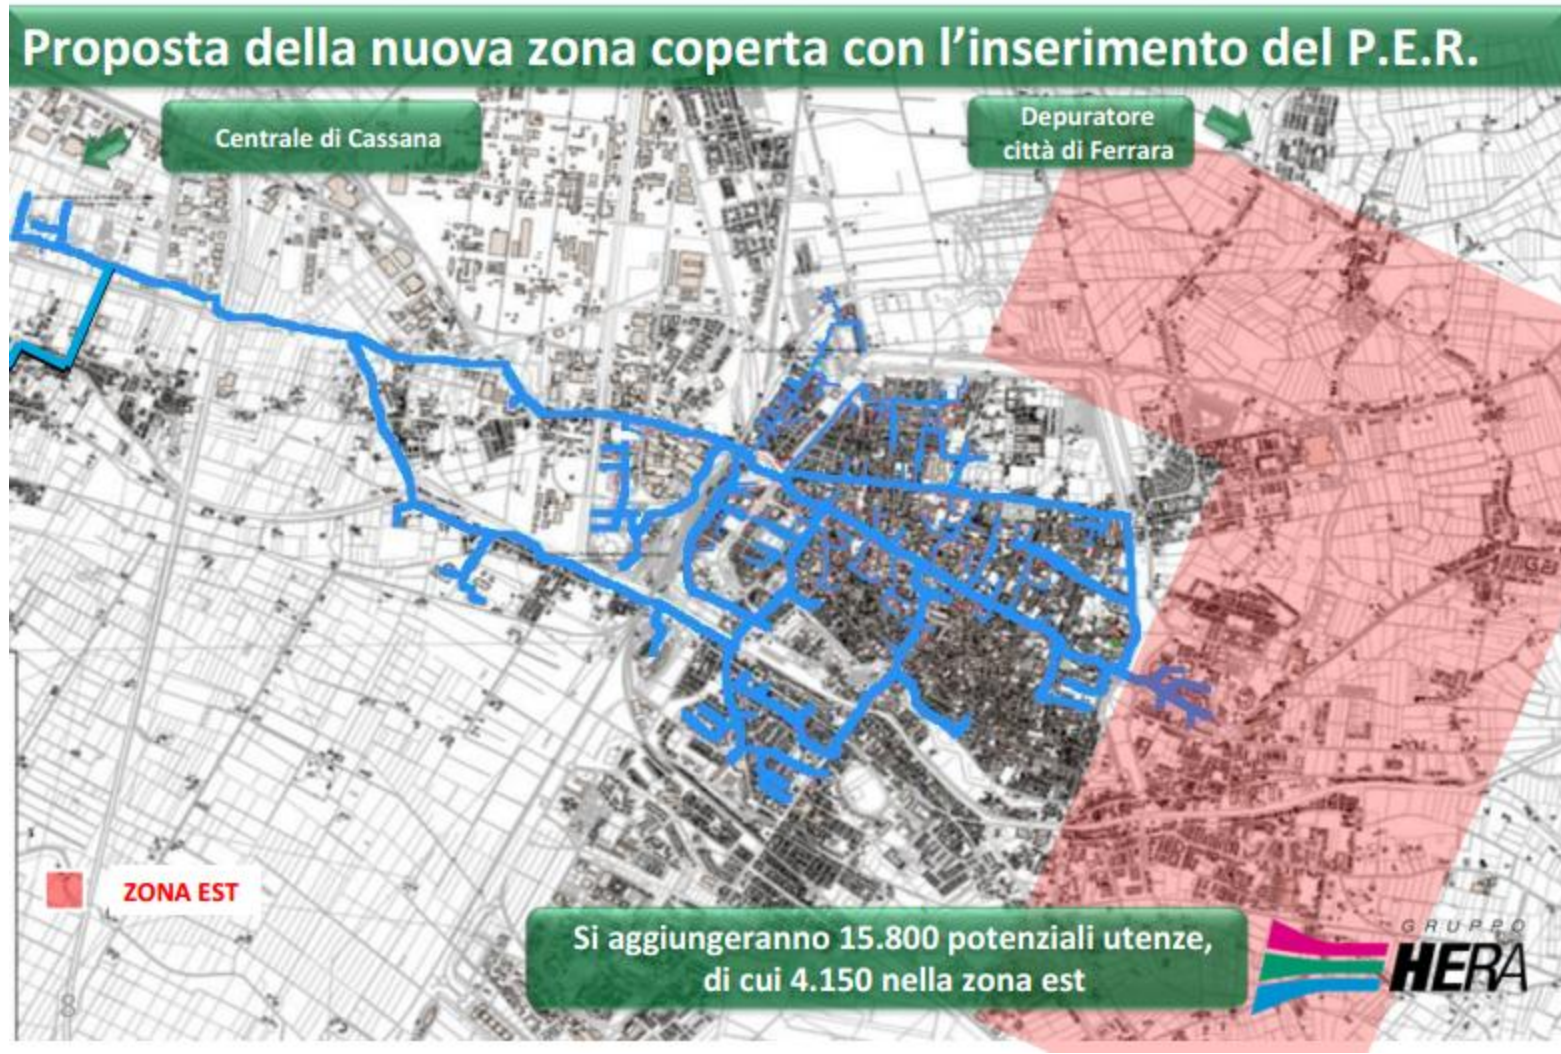 Proposta della nuova zona coperta con l’inserimento del P.E.R.
Centrale di Cassana
Depuratore
città di Ferrara
ZONA EST
Si aggiungeranno 15.800 potenziali utenze,
di cui 4.150 nella zona est
GRUPPO
HERA